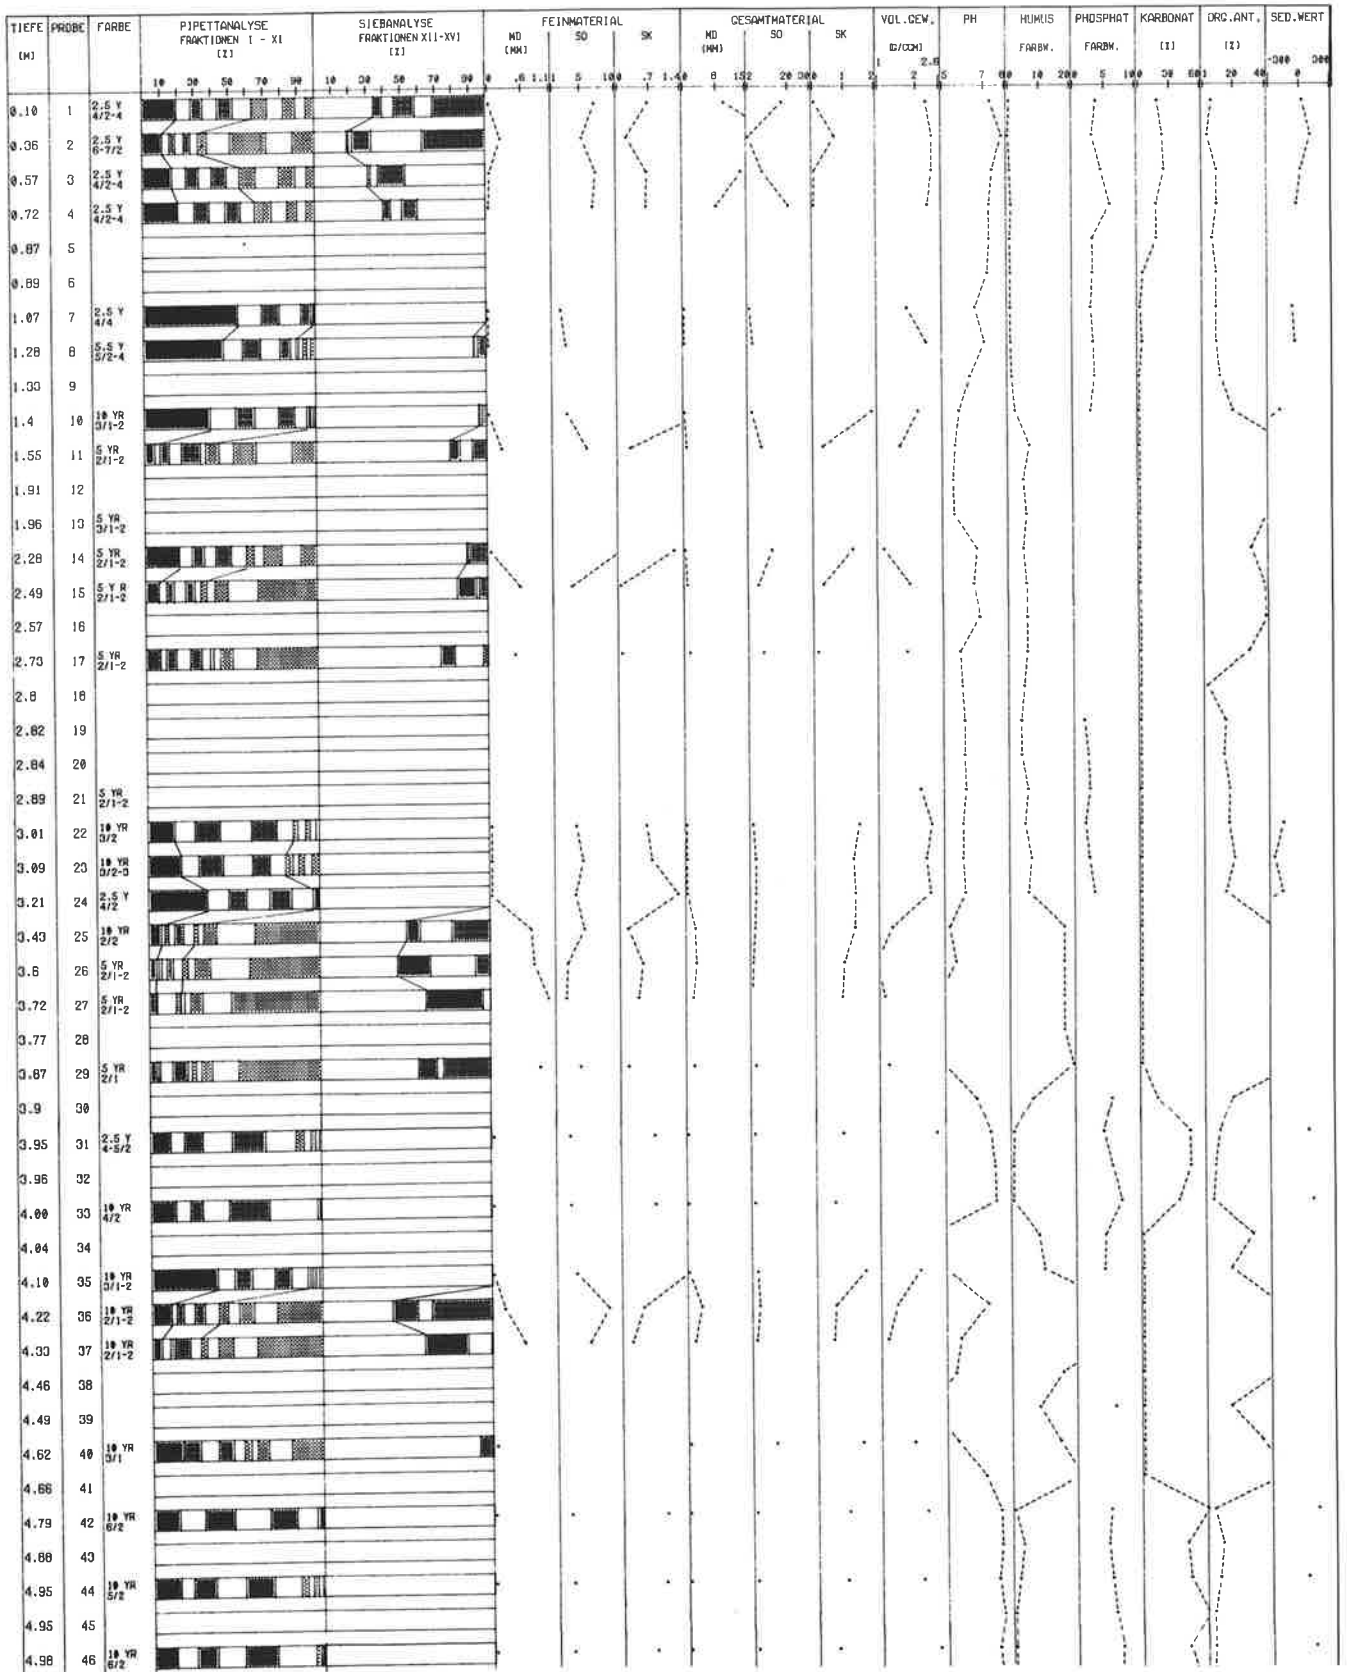 TIEFE PROBE FARBE PIPETTANALYSE SIEBANALYSE FEINMATERIAL GESAMTMATERIAL VOL.GEW. PH HUMUS PHOSPHAT KARBONAT ORG.ANT. SED.WERT
FRAKTIONEN I - XI FRAKTIONEN XII-XVI MD SO SK MD SO SK FARBW. FARBW. [%] [%]
[M] [%] [%] (MM) (MM) [G/CCM]
10 30 50 70 90 10 30 50 70 90
0.10 1 2.5 Y 4/2-4
0.36 2 2.5 Y 6-7/2
0.57 3 2.5 Y 4/2-4
0.72 4 2.5 Y 4/2-4
0.87 5
0.89 6
1.07 7 2.5 Y 4/4
1.28 8 5.5 Y 5/2-4
1.33 9
1.4 10 10 YR 3/1-2
1.55 11 5 YR 2/1-2
1.91 12
1.96 13 5 YR 3/1-2
2.28 14 5 YR 2/1-2
2.49 15 5 Y R 2/1-2
2.57 16
2.73 17 5 YR 2/1-2
2.8 18
2.82 19
2.84 20
2.89 21 5 YR 2/1-2
3.01 22 10 YR 3/2
3.09 23 10 YR 3/2-3
3.21 24 2.5 Y 4/2
3.43 25 10 YR 2/2
3.6 26 5 YR 2/1-2
3.72 27 5 YR 2/1-2
3.77 28
3.87 29 5 YR 2/1
3.9 30
3.95 31 2.5 Y 4-5/2
3.96 32
4.00 33 10 YR 4/2
4.04 34
4.10 35 10 YR 3/1-2
4.22 36 10 YR 2/1-2
4.33 37 10 YR 2/1-2
4.46 38
4.49 39
4.62 40 10 YR 3/1
4.66 41
4.79 42 10 YR 6/2
4.88 43
4.95 44 10 YR 5/2
4.95 45
4.98 46 10 YR 6/2